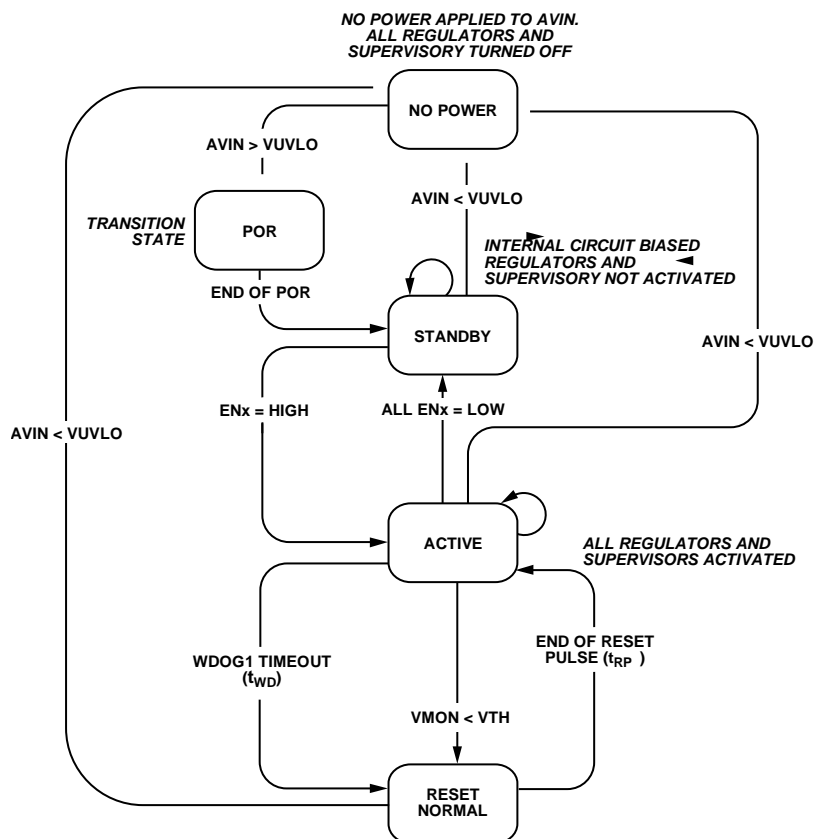 NO POWER APPLIED TO AVIN.
ALL REGULATORS AND
SUPERVISORY TURNED OFF
NO POWER
AVIN > VUVLO
AVIN < VUVLO
TRANSITION
STATE
POR
INTERNAL CIRCUIT BIASED
REGULATORS AND
SUPERVISORY NOT ACTIVATED
END OF POR
STANDBY
AVIN < VUVLO
ENx = HIGH
ALL ENx = LOW
AVIN < VUVLO
ACTIVE
ALL REGULATORS AND
SUPERVISORS ACTIVATED
WDOG1 TIMEOUT
(tWD)
END OF RESET
PULSE (tRP )
VMON < VTH
RESET
NORMAL